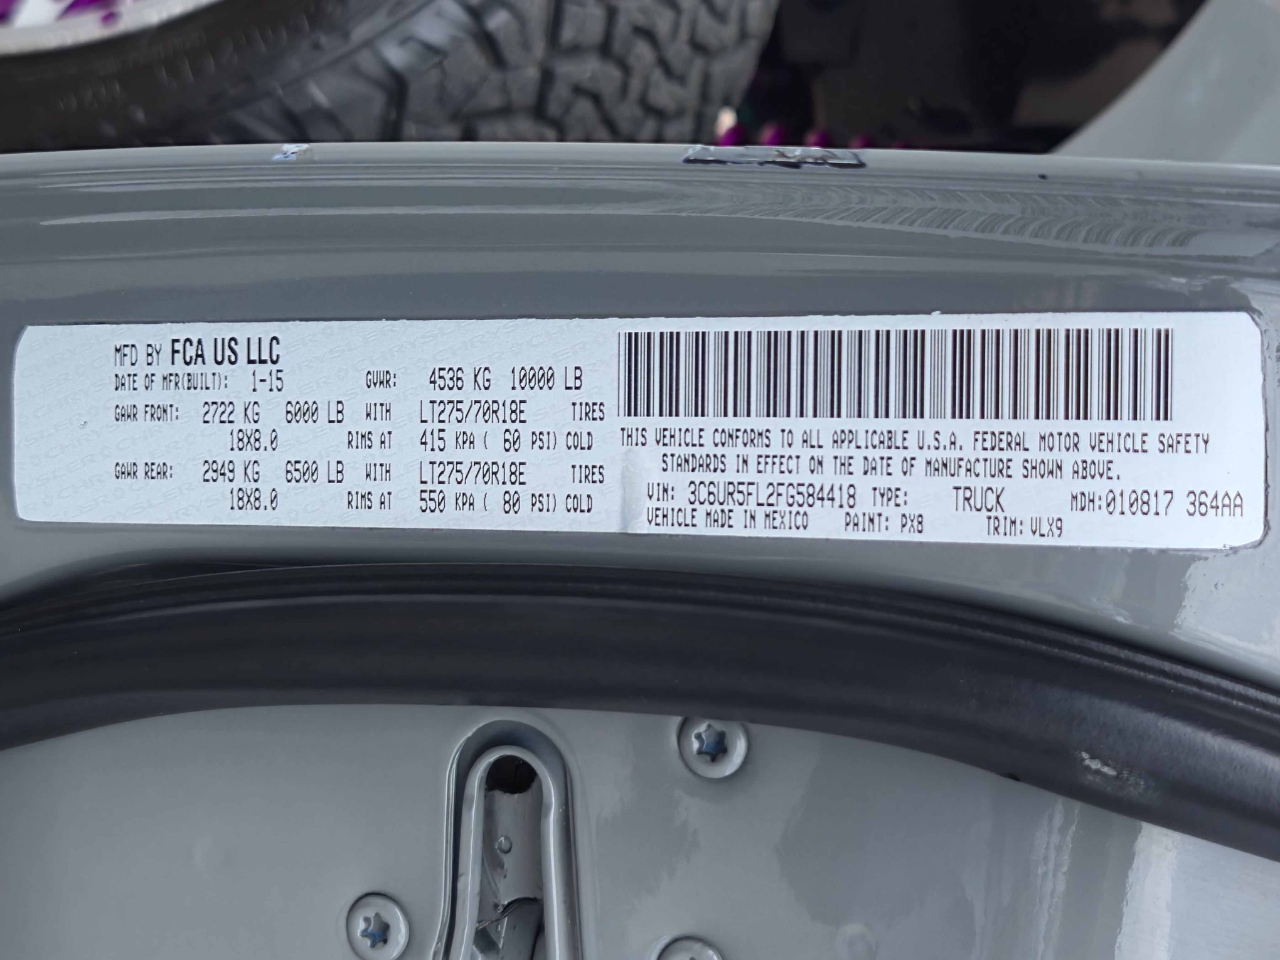 MFD BY FCA US LLC
DATE OF MFR(BUILT): 1-15 GVWR: 4536 KG 10000 LB
GAWR FRONT: 2722 KG 6000 LB WITH LT275/70R18E TIRES
18X8.0 RIMS AT 415 KPA ( 60 PSI) COLD
GAWR REAR: 2949 KG 6500 LB WITH LT275/70R18E TIRES
18X8.0 RIMS AT 550 KPA ( 80 PSI) COLD
THIS VEHICLE CONFORMS TO ALL APPLICABLE U.S.A. FEDERAL MOTOR VEHICLE SAFETY
STANDARDS IN EFFECT ON THE DATE OF MANUFACTURE SHOWN ABOVE.
VIN: 3C6UR5FL2FG584418 TYPE: TRUCK MDH:010817 364AA
VEHICLE MADE IN MEXICO PAINT: PX8 TRIM: VLX9